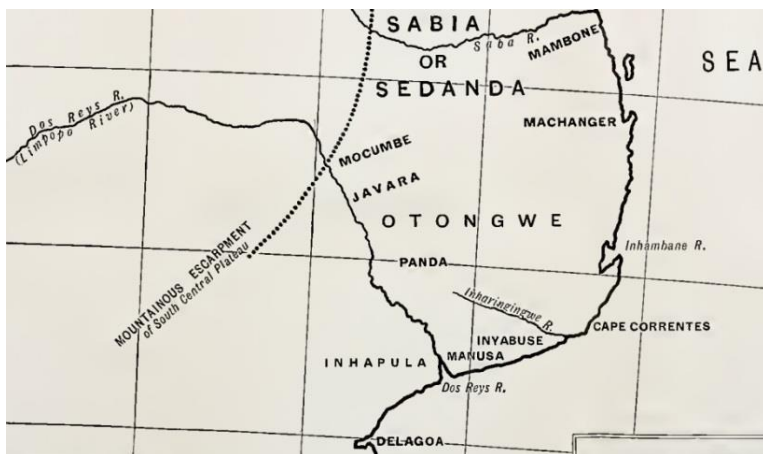 SABIA
Saba R.
OR
MAMBONE
SEDANDA
SEA
Dos Reys R.
(Limpopo River)
MACHANGER
MOCUMBE
JAVARA
OTONGWE
MOUNTAINOUS ESCARPMENT
of South Central Plateau
PANDA
Inhambane R.
Inharingingwe R.
CAPE CORRENTES
INYABUSE
MANUSA
INHAPULA
Dos Reys R.
DELAGOA